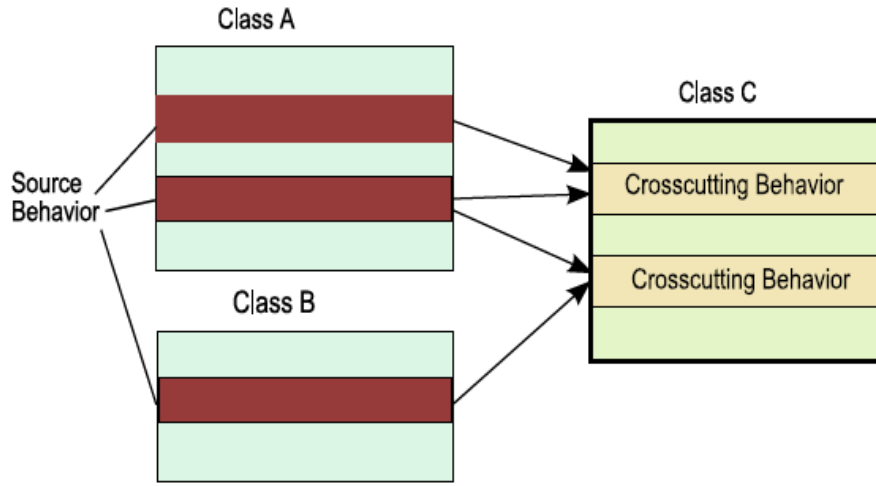 Class A
Class C
Source
Behavior
Crosscutting Behavior
Crosscutting Behavior
Class B